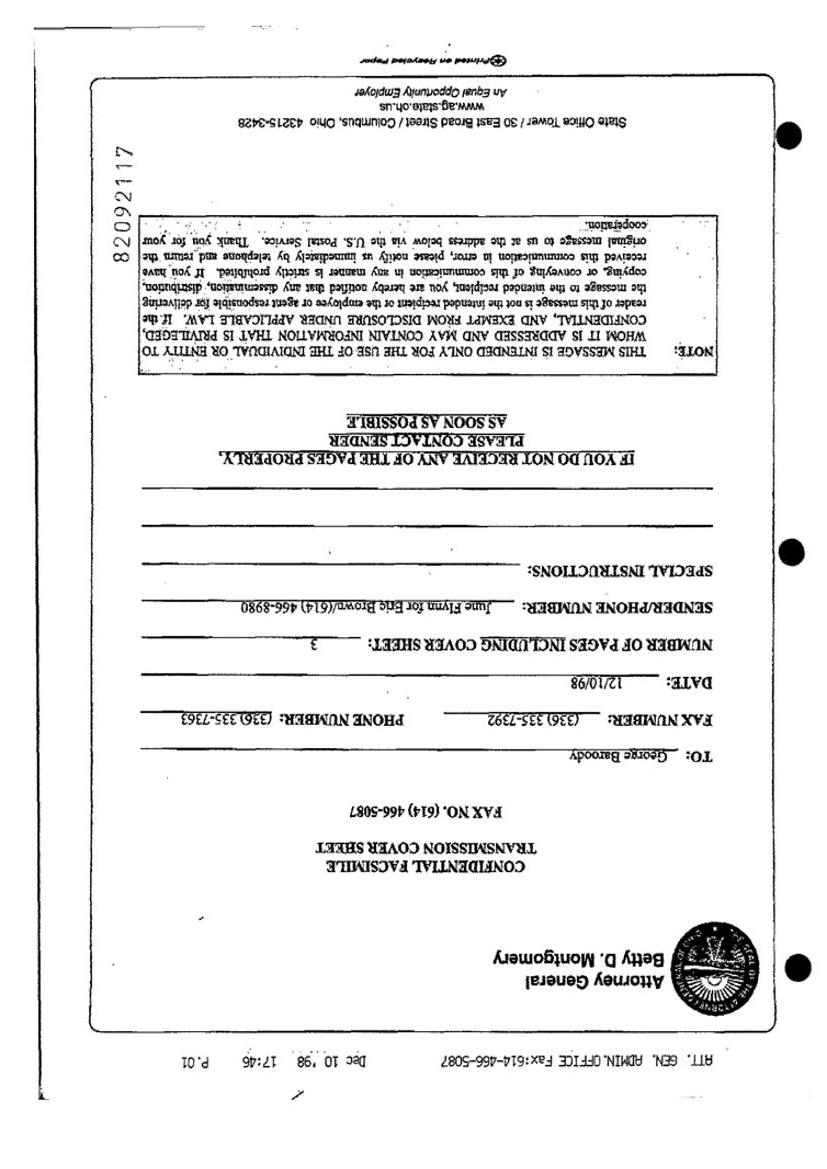 ATT. GEN. ADMIN. OFFICE Fax:614-466-5087 Dec 10 '98 17:46 P.01
Attorney General
Betty D. Montgomery
CONFIDENTIAL FACSIMILE
TRANSMISSION COVER SHEET
FAX NO. (614) 466-5087
TO: George Baroody
FAX NUMBER: (336) 335-7392 PHONE NUMBER: (336) 335-7363
DATE: 12/10/98
NUMBER OF PAGES INCLUDING COVER SHEET: 3
SENDER/PHONE NUMBER: June Flynn for Eric Brown/(614) 466-8980
SPECIAL INSTRUCTIONS:
IF YOU DO NOT RECEIVE ANY OF THE PAGES PROPERLY,
PLEASE CONTACT SENDER
AS SOON AS POSSIBLE
NOTE: THIS MESSAGE IS INTENDED ONLY FOR THE USE OF THE INDIVIDUAL OR ENTITY TO
WHOM IT IS ADDRESSED AND MAY CONTAIN INFORMATION THAT IS PRIVILEGED,
CONFIDENTIAL, AND EXEMPT FROM DISCLOSURE UNDER APPLICABLE LAW. If the
reader of this message is not the intended recipient or the employee or agent responsible for delivering
the message to the intended recipient, you are hereby notified that any dissemination, distribution,
copying, or conveying of this communication in any manner is strictly prohibited. If you have
received this communication in error, please notify us immediately by telephone and return the
original message to us at the address below via the U.S. Postal Service. Thank you for your
cooperation.
82092117
State Office Tower / 30 East Broad Street / Columbus, Ohio 43215-3428
www.ag.state.oh.us
An Equal Opportunity Employer
Printed on Recycled Paper